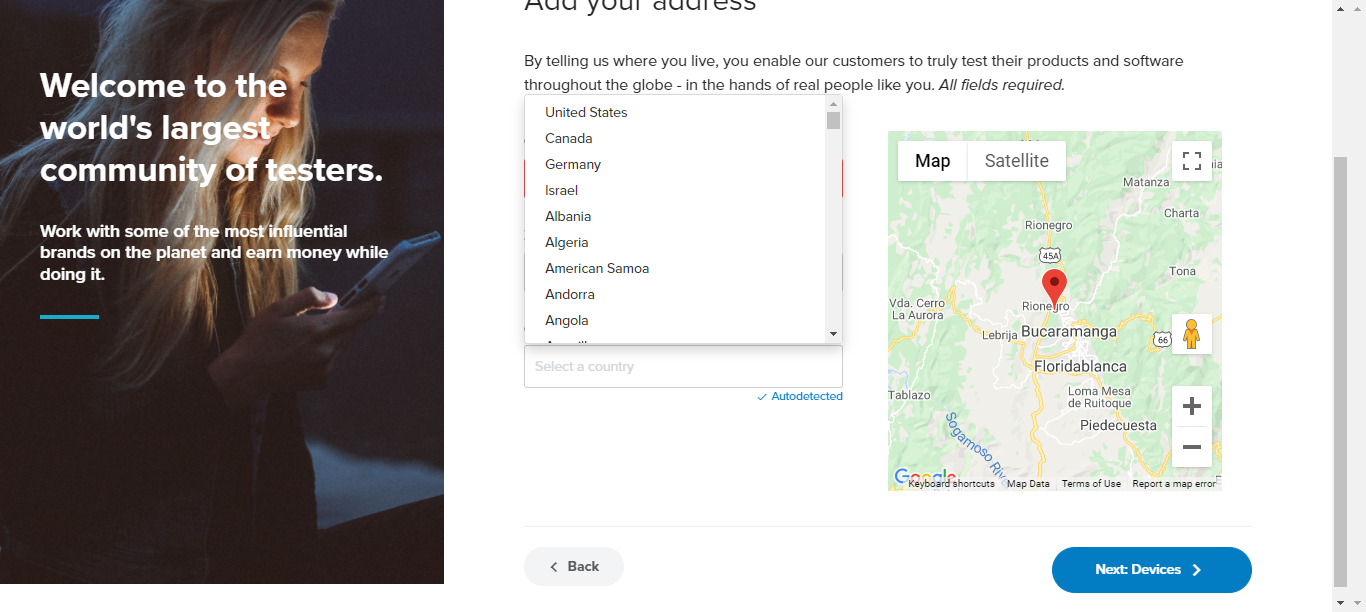 Add your address
Welcome to the
world's largest
community of testers.
Work with some of the most influential
brands on the planet and earn money while
doing it.
By telling us where you live, you enable our customers to truly test their products and software
throughout the globe - in the hands of real people like you. All fields required.
United States
Canada
Germany
Israel
Albania
Algeria
American Samoa
Andorra
Angola
Select a country
Autodetected
Map
Satellite
Matanza
Charta
Rionegro
45A
Tona
Vda. Cerro
La Aurora
Rionegro
Lebrija
Bucaramanga
66
Floridablanca
Tablazo
Loma Mesa
de Ruitoque
Piedecuesta
Sogamoso River
Google
Keyboard shortcuts
Map Data
Terms of Use
Report a map error
Back
Next: Devices